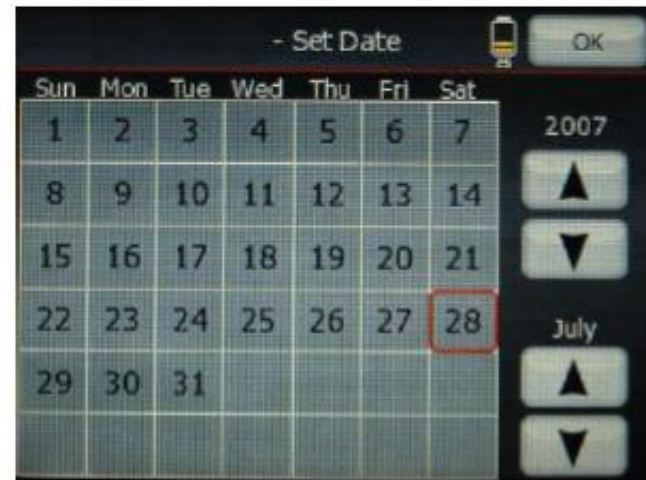 - Set Date OK
Sun Mon Tue Wed Thu Fri Sat
1 2 3 4 5 6 7
2007
8 9 10 11 12 13 14
15 16 17 18 19 20 21
22 23 24 25 26 27 28
July
29 30 31